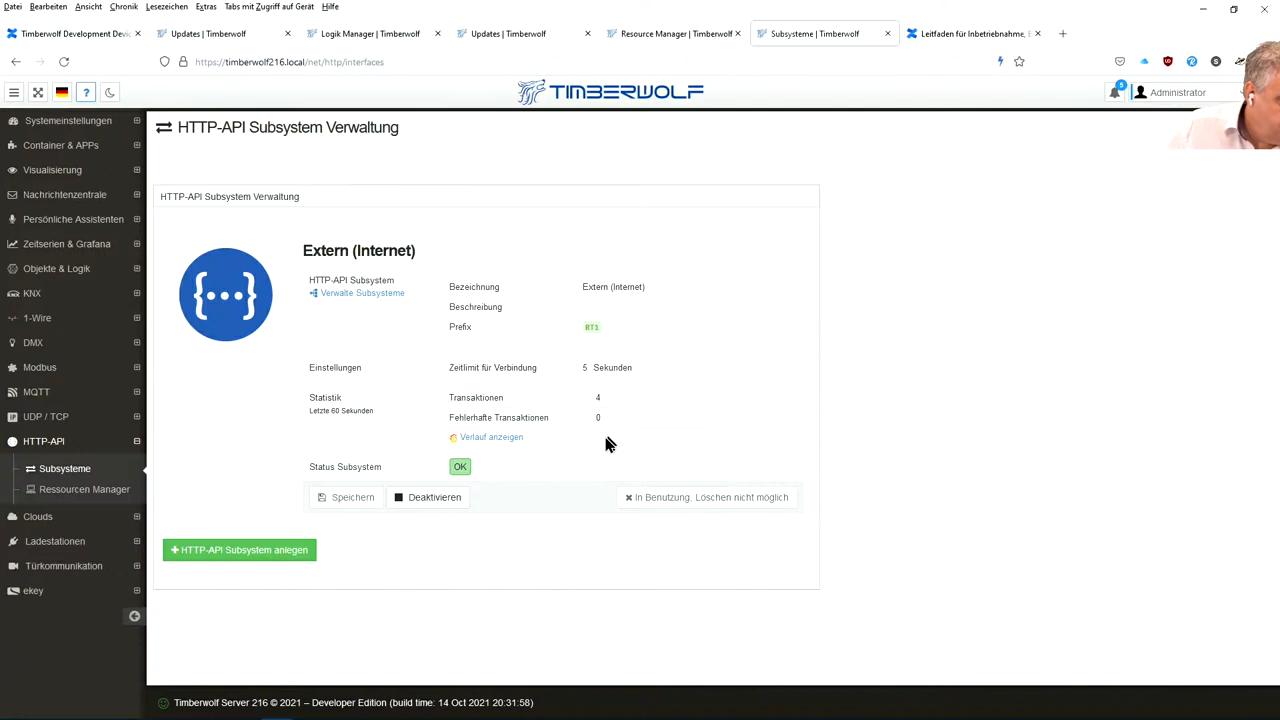 Datei Bearbeiten Ansicht Chronik Lesezeichen Extras Tabs mit Zugriff auf Gerät Hilfe
Timberwolf Development Devic Updates | Timberwolf Logik Manager | Timberwolf Updates | Timberwolf Resource Manager | Timberwolf Subsysteme | Timberwolf Leitfaden für Inbetriebnahme, E
https://timberwolf216.local/net/http/interfaces
TIMBERWOLF
5
Administrator
Systemeinstellungen
Container & APPs
Visualisierung
Nachrichtenzentrale
Persönliche Assistenten
Zeitserien & Grafana
Objekte & Logik
KNX
1-Wire
DMX
Modbus
MQTT
UDP / TCP
HTTP-API
Subsysteme
Ressourcen Manager
Clouds
Ladestationen
Türkommunikation
ekey
HTTP-API Subsystem Verwaltung
HTTP-API Subsystem Verwaltung
Extern (Internet)
HTTP-API Subsystem
Verwalte Subsysteme
Bezeichnung Extern (Internet)
Beschreibung
Prefix RT1
Einstellungen Zeitlimit für Verbindung 5 Sekunden
Statistik Transaktionen 4
Letzte 60 Sekunden
Fehlerhafte Transaktionen 0
Verlauf anzeigen
Status Subsystem OK
Speichern Deaktivieren In Benutzung, Löschen nicht möglich
HTTP-API Subsystem anlegen
Timberwolf Server 216 © 2021 – Developer Edition (build time: 14 Oct 2021 20:31:58)